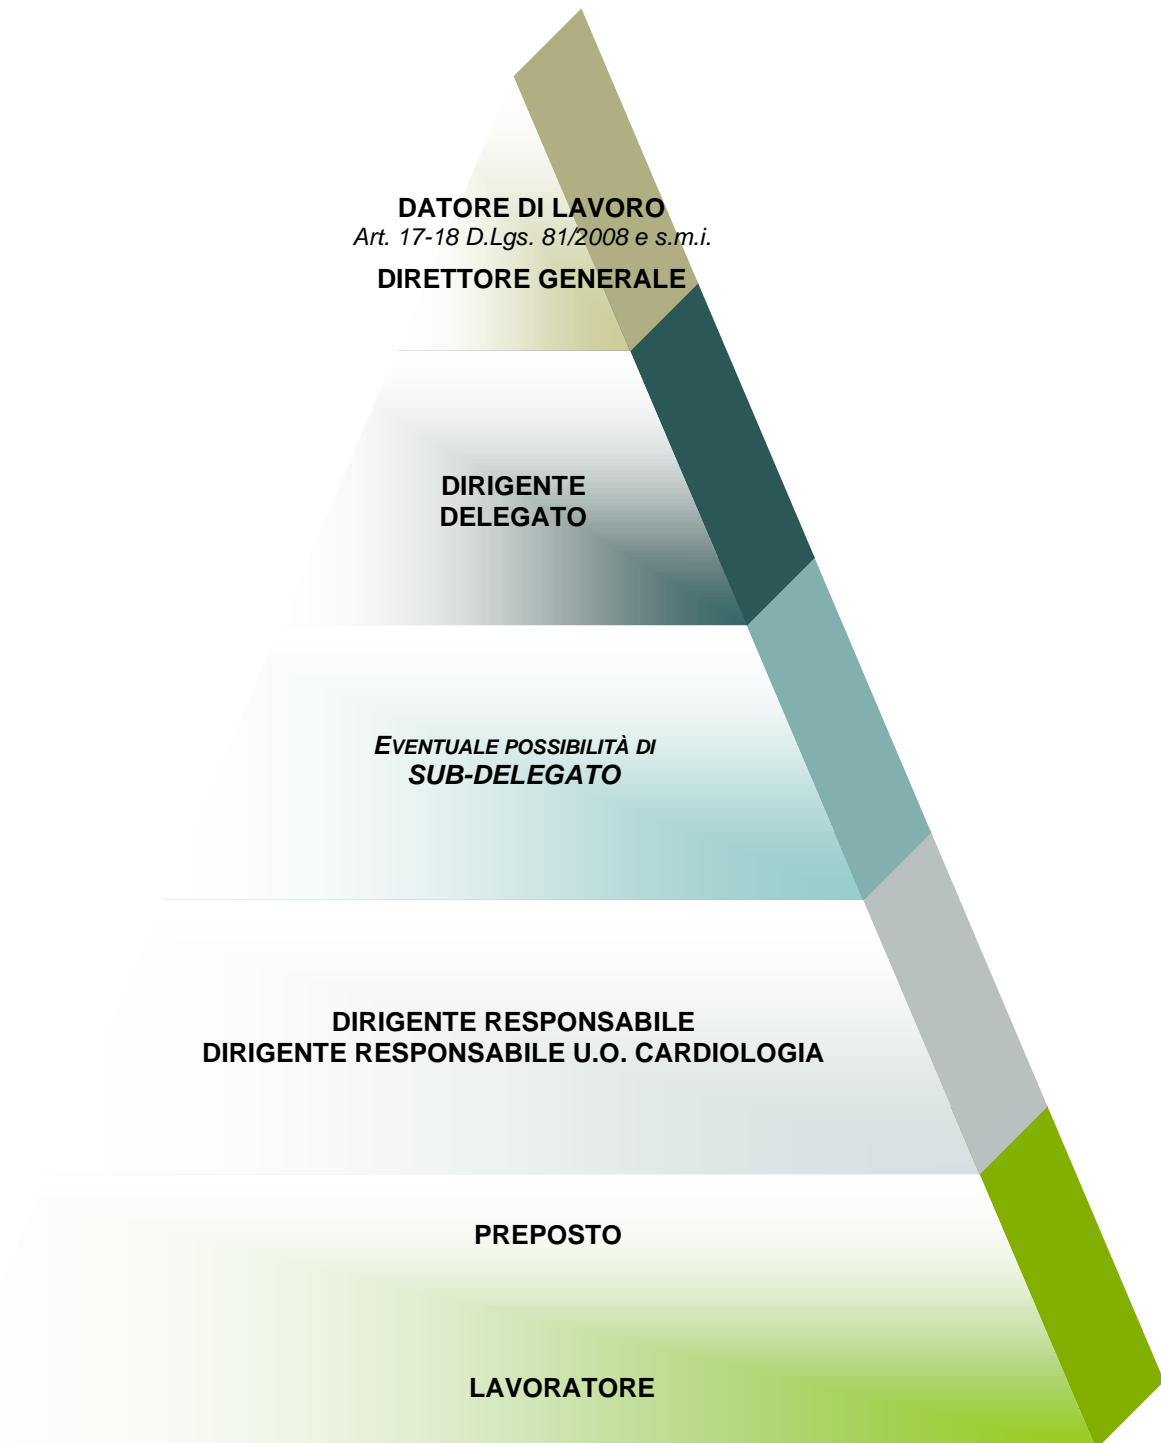 DATORE DI LAVORO
Art. 17-18 D.Lgs. 81/2008 e s.m.i.
DIRETTORE GENERALE
DIRIGENTE
DELEGATO
EVENTUALE POSSIBILITÀ DI
SUB-DELEGATO
DIRIGENTE RESPONSABILE
DIRIGENTE RESPONSABILE U.O. CARDIOLOGIA
PREPOSTO
LAVORATORE